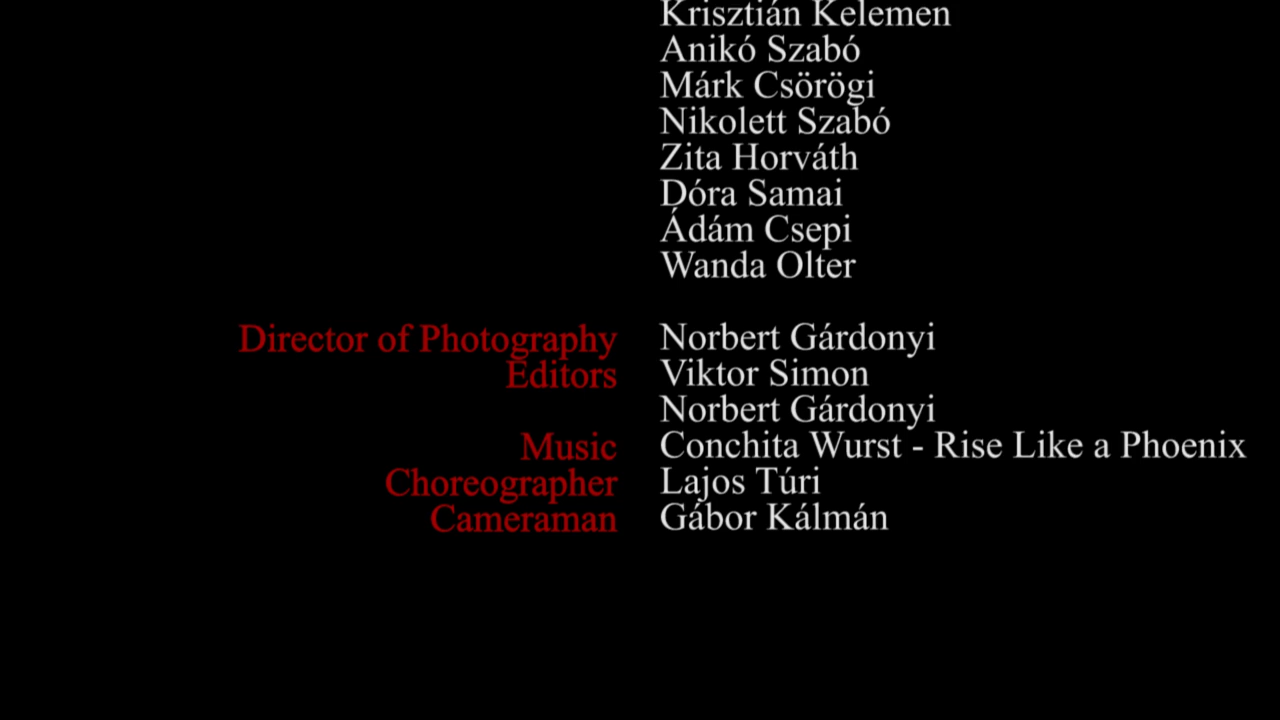 Krisztián Kelemen
Anikó Szabó
Márk Csörögi
Nikolett Szabó
Zita Horváth
Dóra Samai
Ádám Csepi
Wanda Olter
Director of Photography Norbert Gárdonyi
Editors Viktor Simon
Norbert Gárdonyi
Music Conchita Wurst - Rise Like a Phoenix
Choreographer Lajos Túri
Cameraman Gábor Kálmán